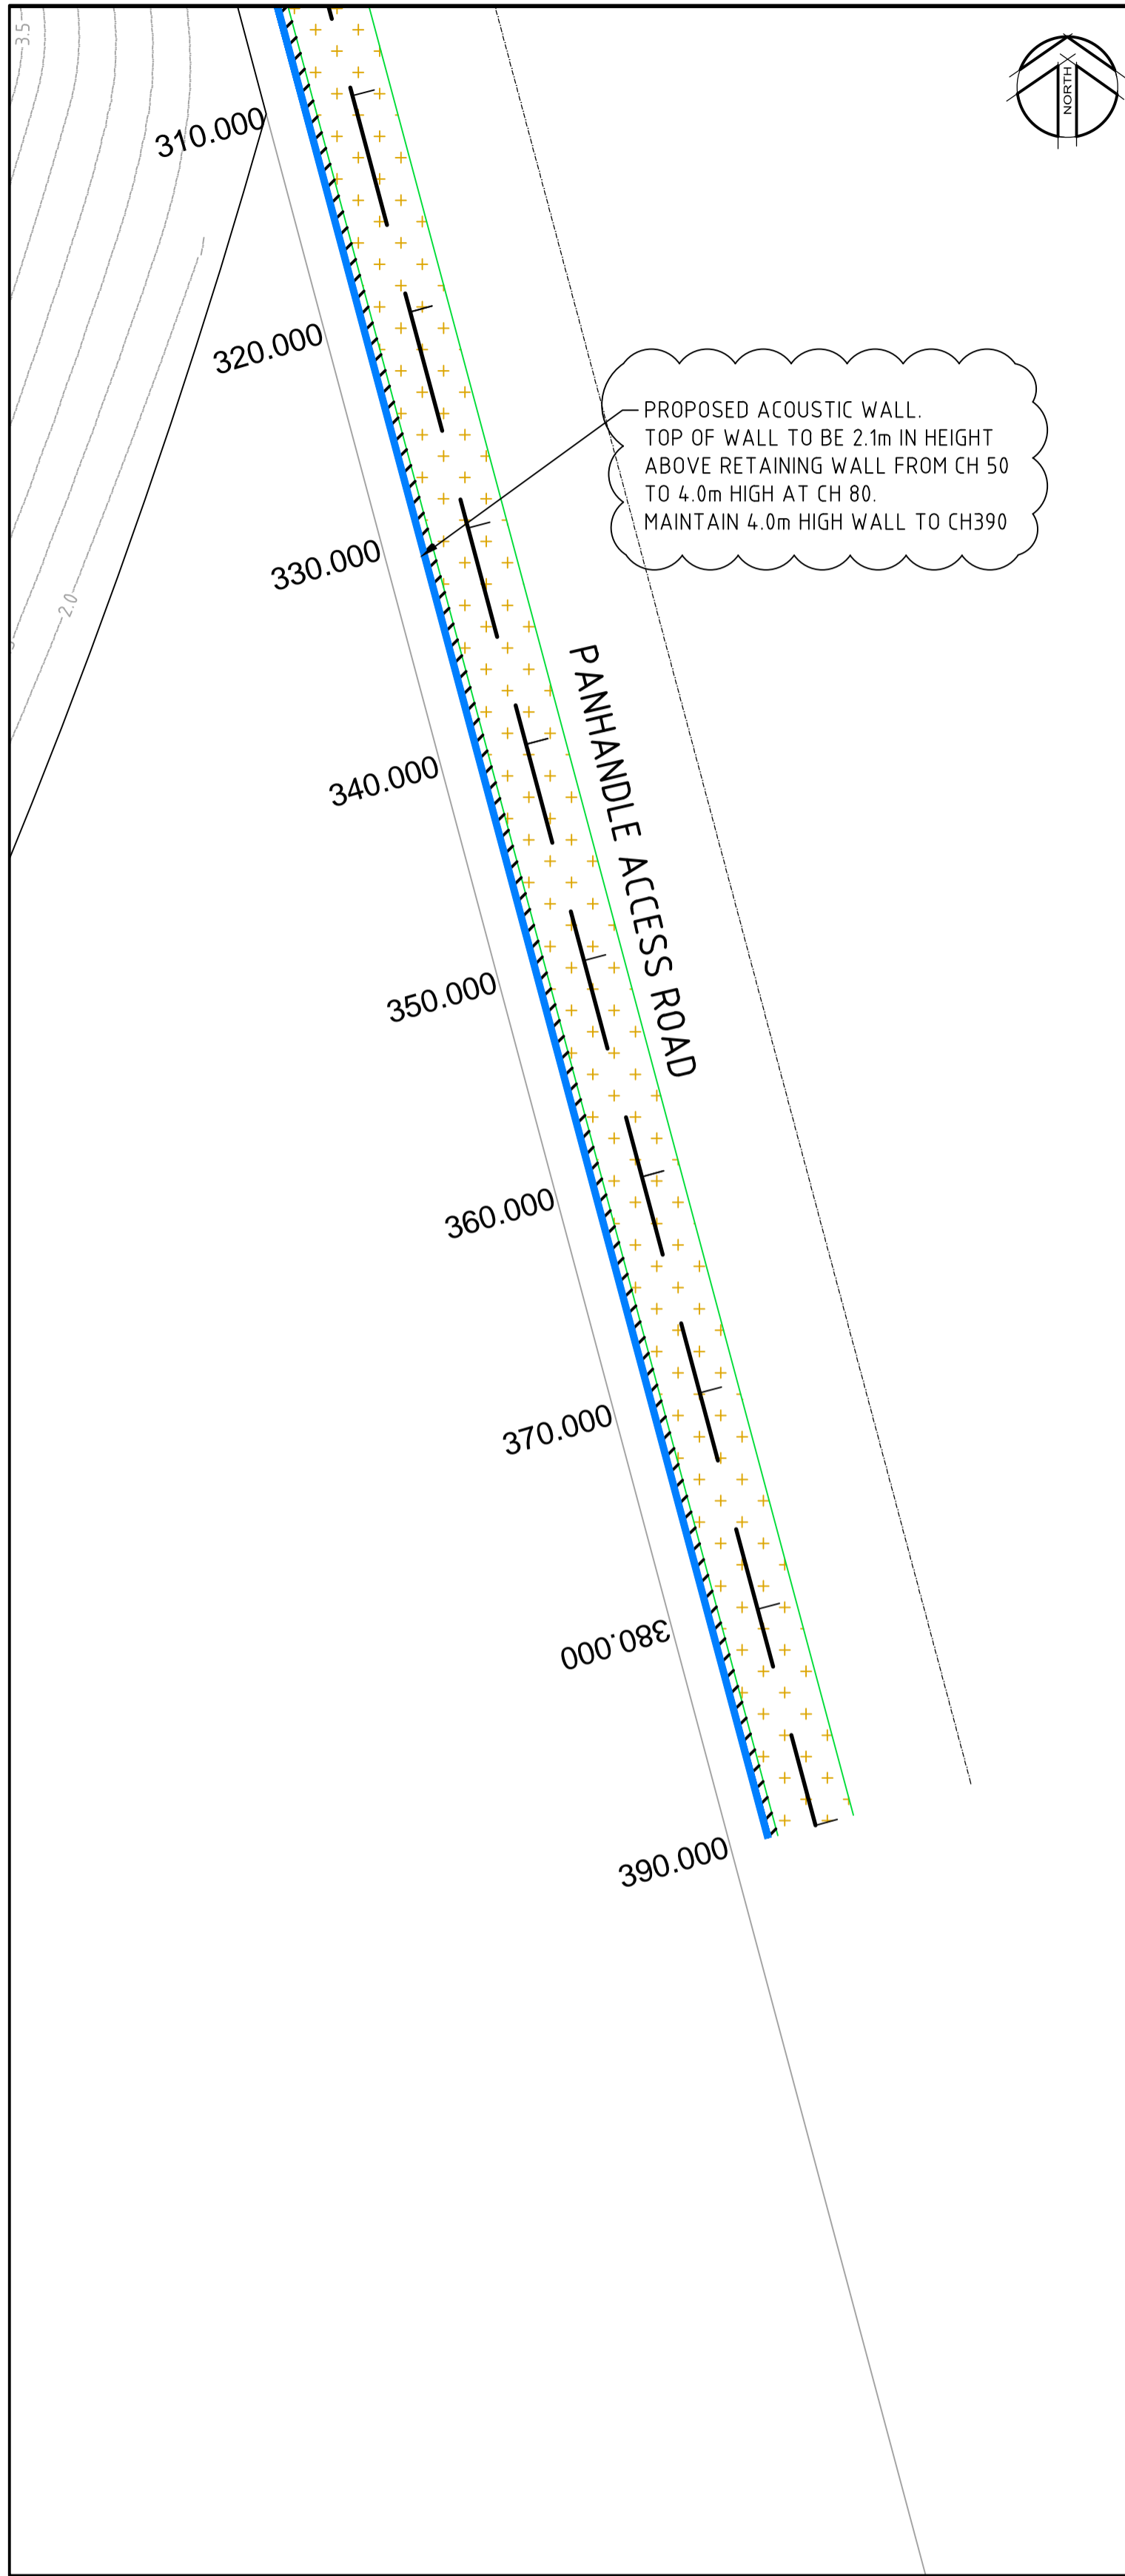 3.5
NORTH
310.000
320.000
PROPOSED ACOUSTIC WALL.
TOP OF WALL TO BE 2.1m IN HEIGHT
ABOVE RETAINING WALL FROM CH 50
TO 4.0m HIGH AT CH 80.
MAINTAIN 4.0m HIGH WALL TO CH390
330.000
2.0
PANHANDLE ACCESS ROAD
340.000
350.000
360.000
370.000
380.000
390.000